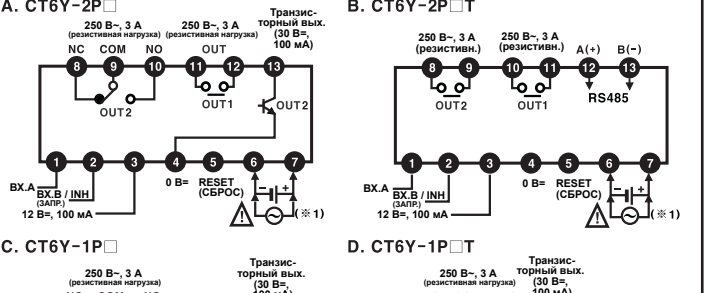 A. CT6Y-2P□
250 В~, 3 А
(резистивная нагрузка)
250 В~, 3 А
(резистивная нагрузка)
Транзис-
торный вых.
(30 В=,
100 мА)
NC COM NO OUT
8 9 10 11 12 13
OUT2 OUT1 OUT2
1 2 3 4 5 6 7
ВХ.А
ВХ.В / INH
(ЗАПР.)
12 В=, 100 мА
0 В=
RESET
(СБРОС)
− +
(※1)
B. CT6Y-2P□T
250 В~, 3 А
(резистивн.)
250 В~, 3 А
(резистивн.)
A(+) B(−)
8 9 10 11 12 13
OUT2 OUT1 RS485
1 2 3 4 5 6 7
ВХ.А
ВХ.В / INH
(ЗАПР.)
12 В=, 100 мА
0 В=
RESET
(СБРОС)
− +
(※1)
C. CT6Y-1P□
250 В~, 3 А
(резистивная нагрузка)
Транзис-
торный вых.
(30 В=,
D. CT6Y-1P□T
250 В~, 3 А
(резистивная нагрузка)
Транзис-
торный вых.
(30 В=,